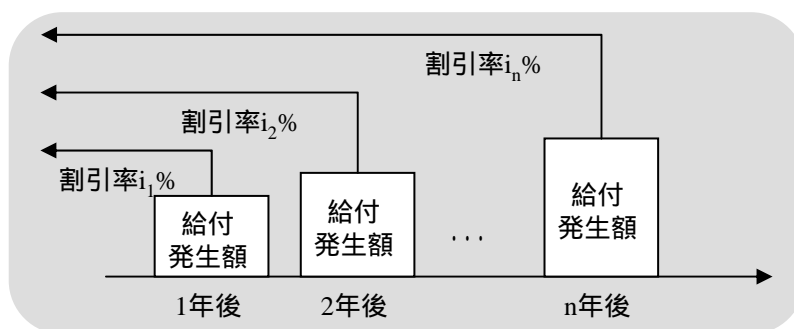 割引率in%
割引率i2%
割引率i1%
給付
発生額
給付
発生額
...
給付
発生額
1年後
2年後
n年後